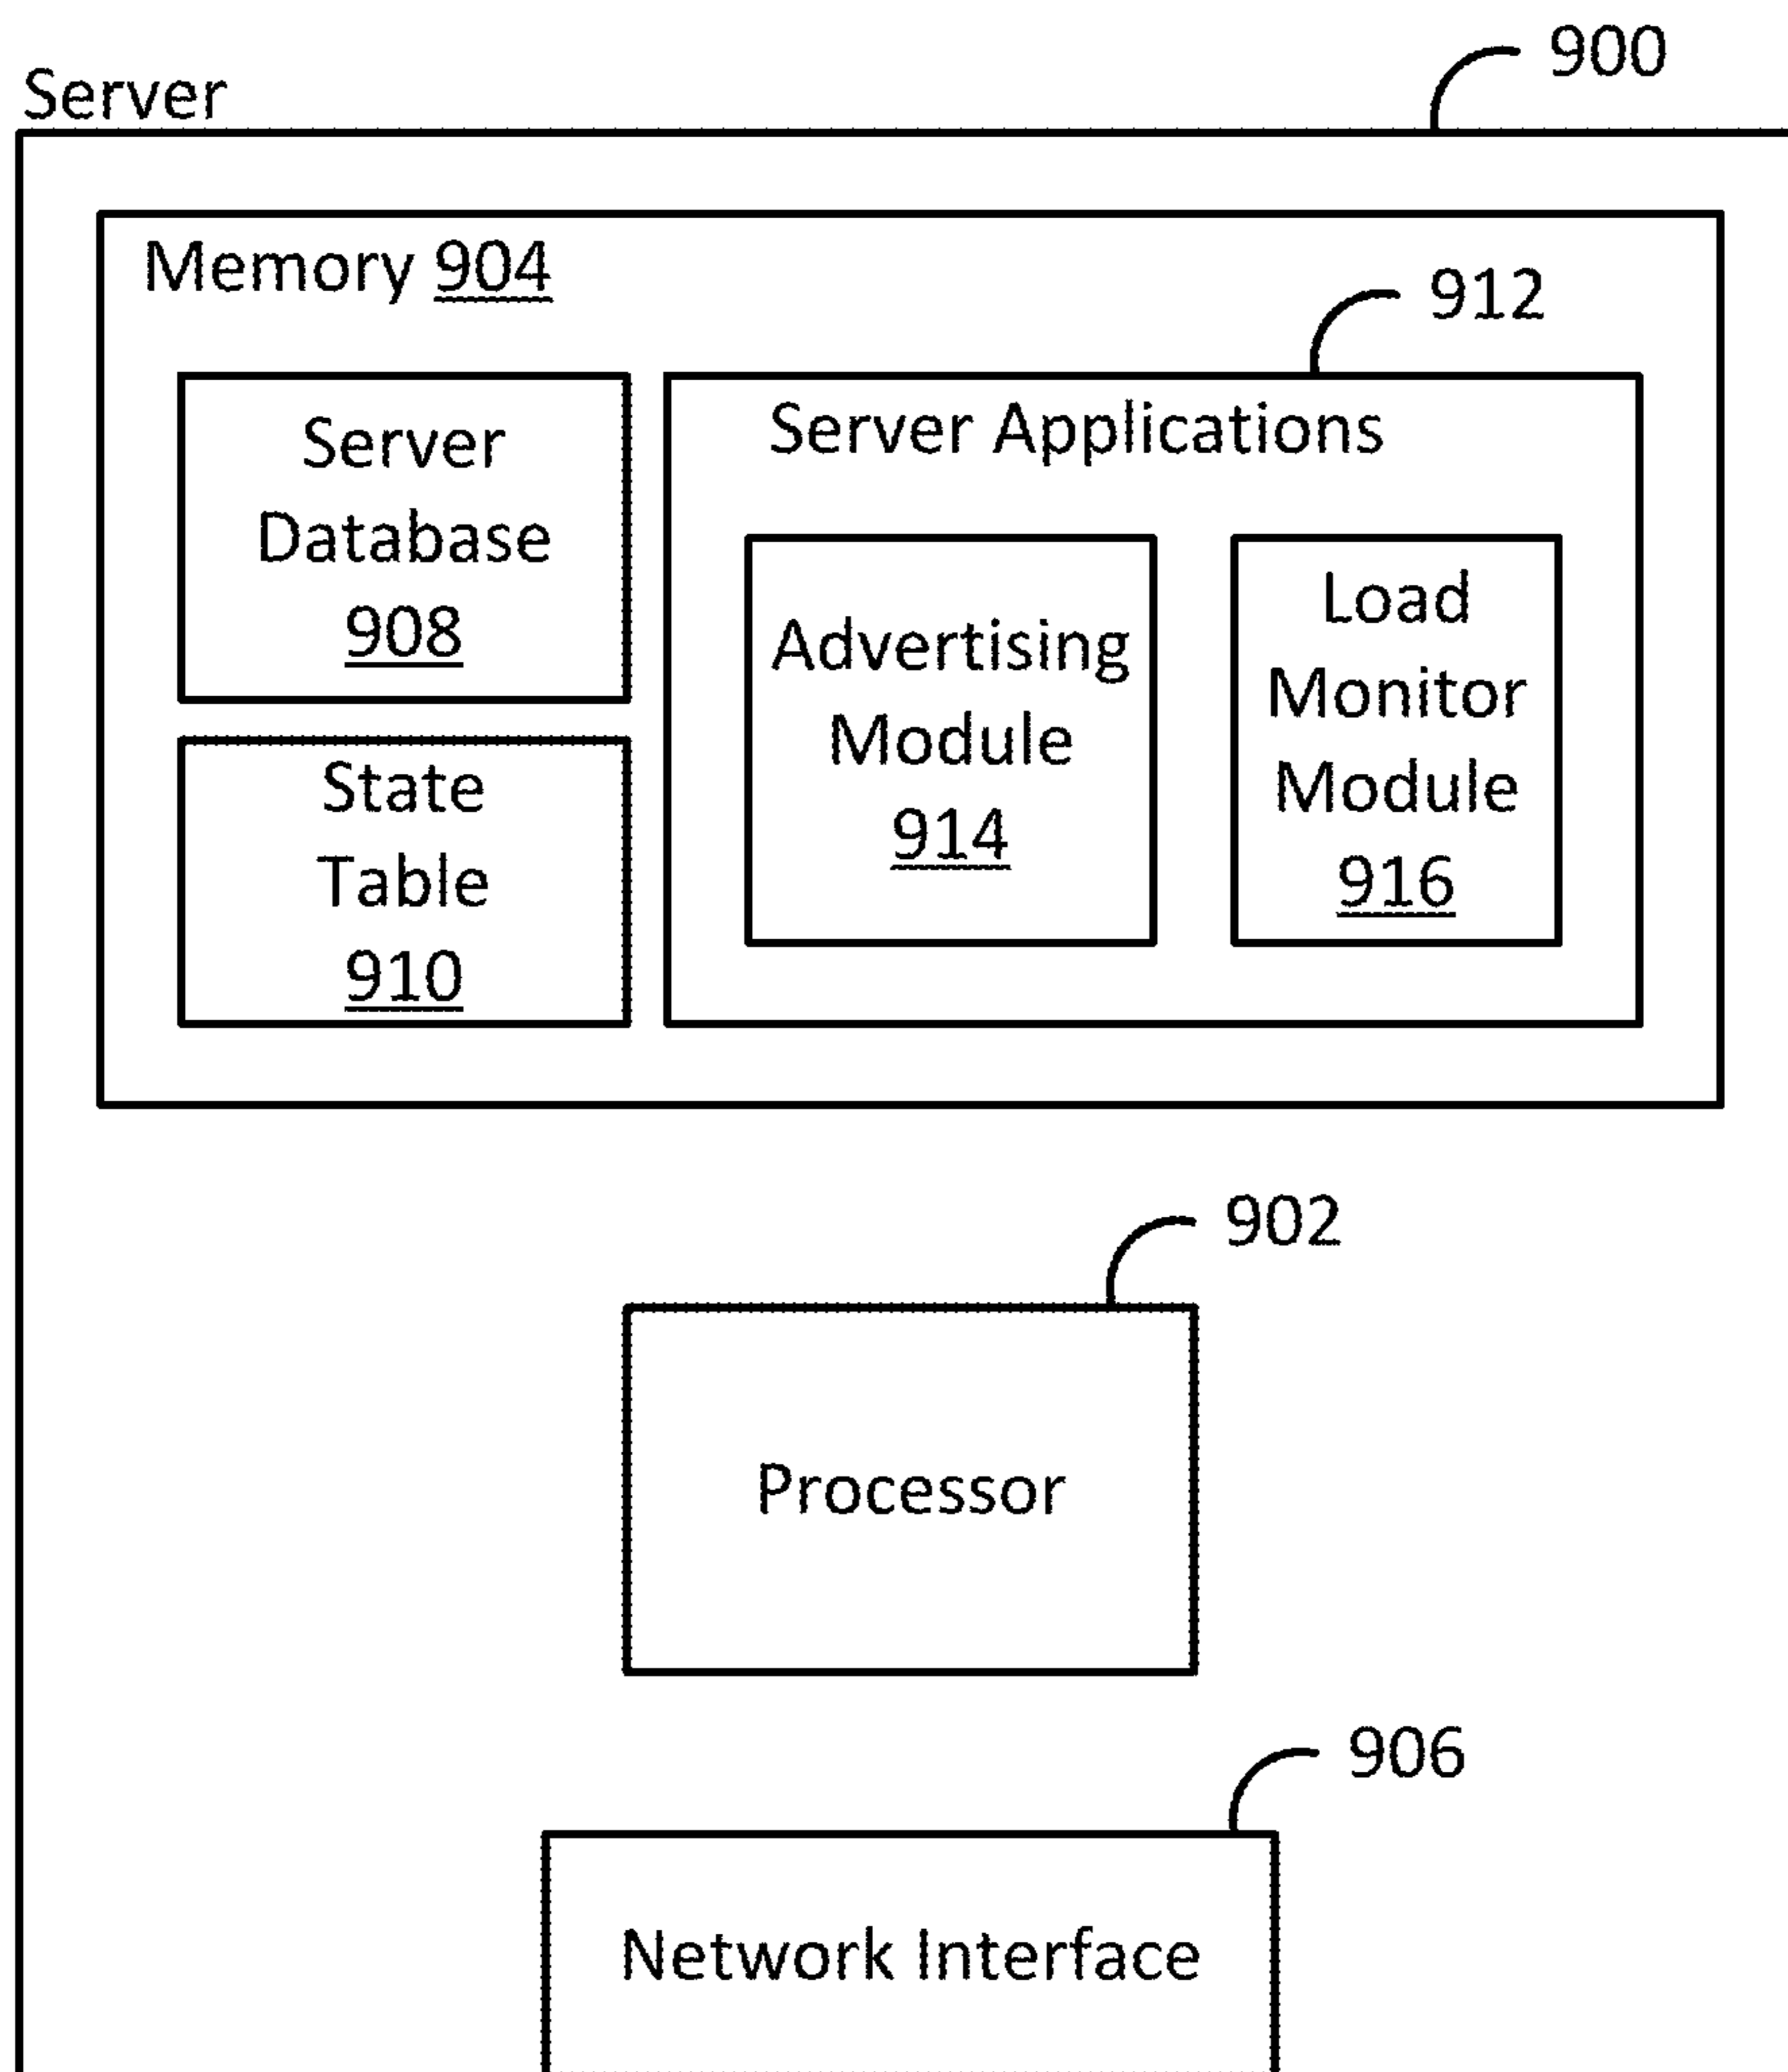 900
Server
Memory 904
912
Server
Database
908
Server Applications
Advertising
Module
914
Load
Monitor
Module
916
State
Table
910
902
Processor
906
Network Interface